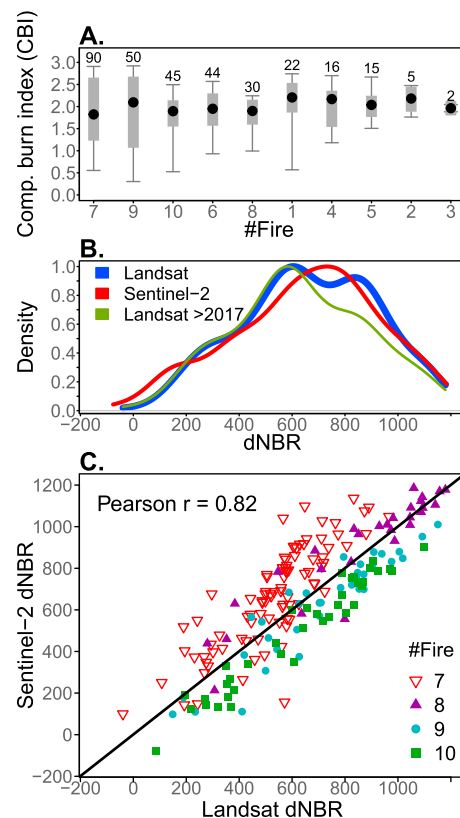 A.
Comp. burn index (CBI)
90 50 45 44 30 22 16 15 5 2
3.0
2.5
2.0
1.5
1.0
0.5
0.0
7 9 10 6 8 1 4 5 2 3
#Fire
B.
Density
1.0
0.8
0.6
0.4
0.2
0.0
Landsat
Sentinel−2
Landsat >2017
−200 0 200 400 600 800 1000
dNBR
C.
Sentinel−2 dNBR
1200
1000
800
600
400
200
0
−200
Pearson r = 0.82
#Fire
7
8
9
10
−200 0 200 400 600 800 1000
Landsat dNBR